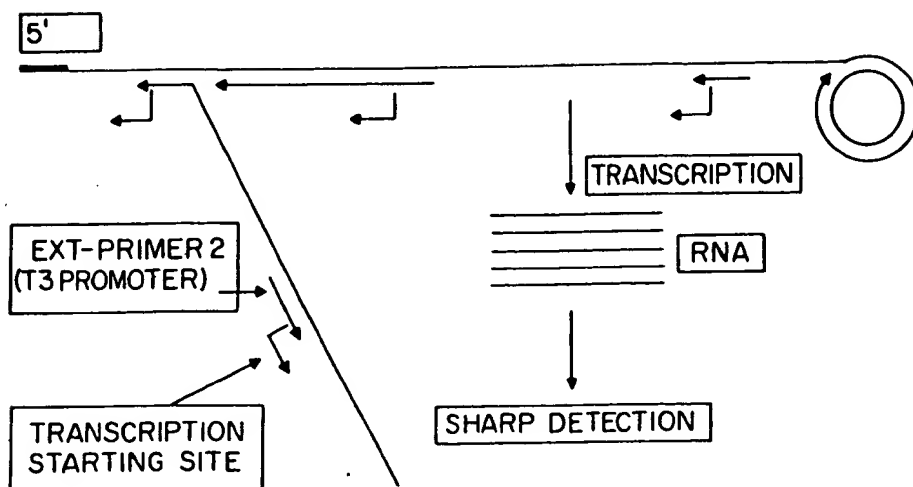 5'
TRANSCRIPTION
RNA
EXT-PRIMER 2
(T3 PROMOTER)
SHARP DETECTION
TRANSCRIPTION
STARTING SITE